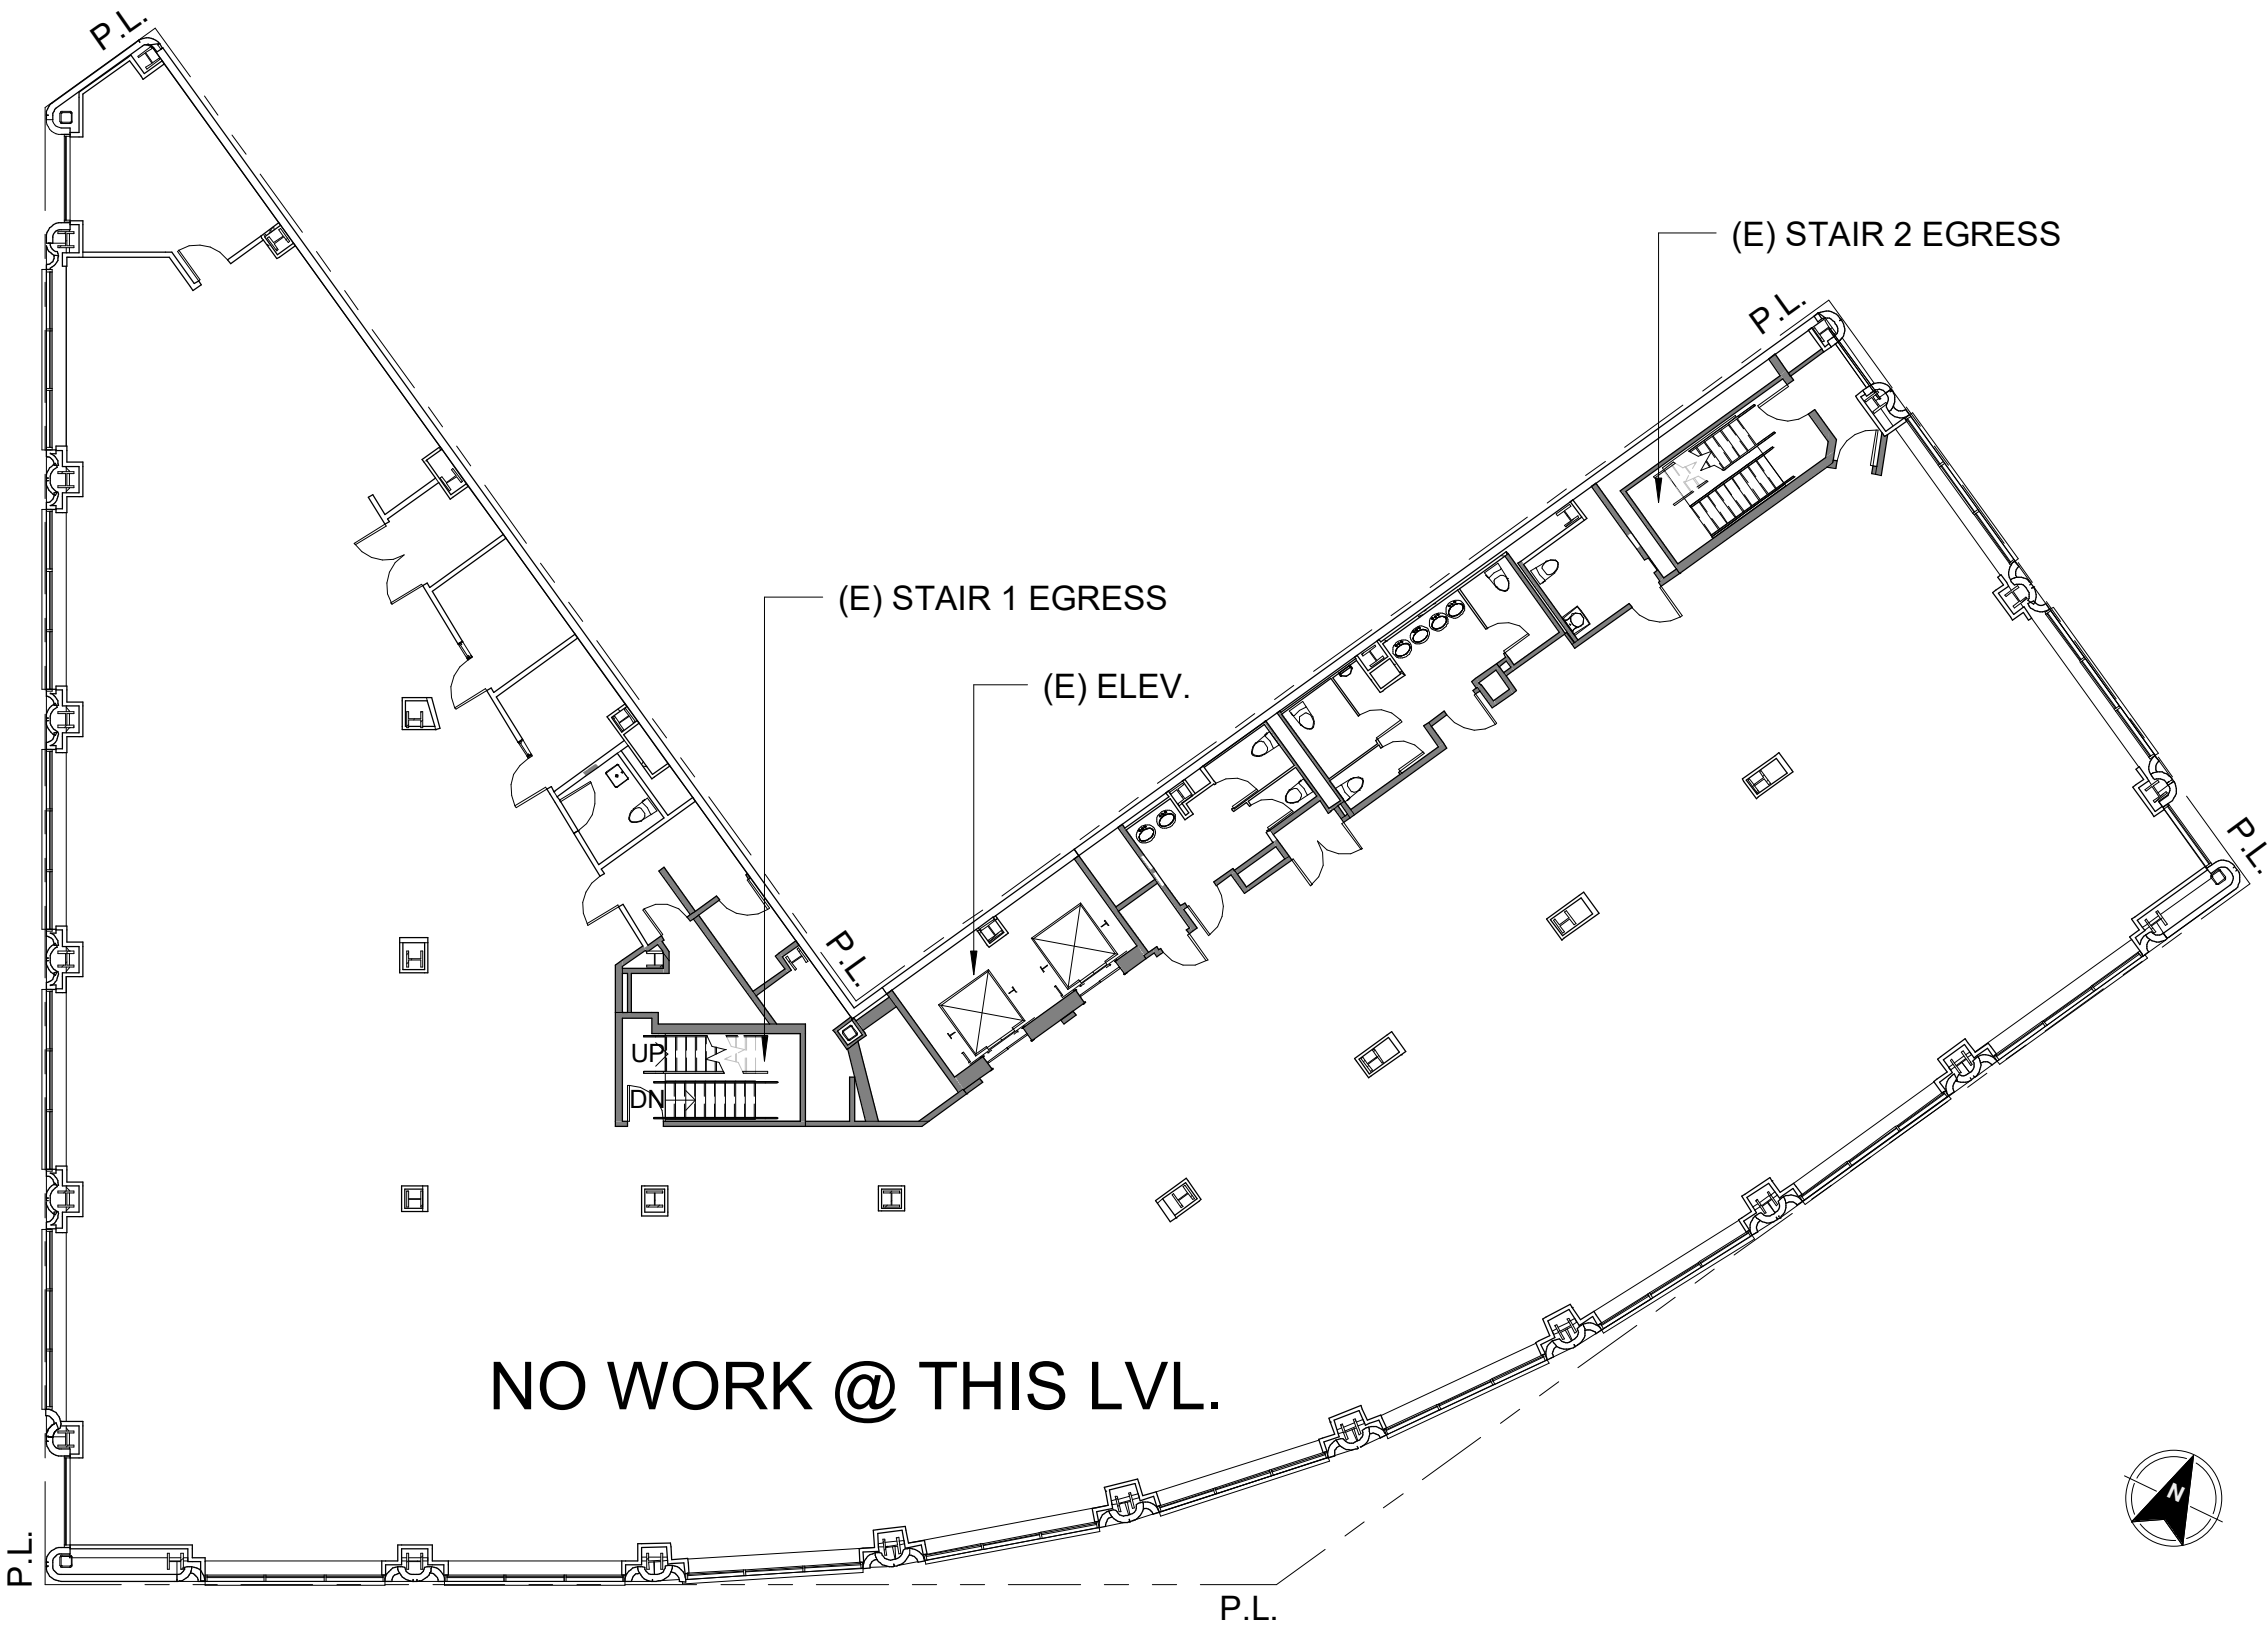 P.L.
(E) STAIR 2 EGRESS
P.L.
(E) STAIR 1 EGRESS
(E) ELEV.
P.L.
P.L.
UP
DN
NO WORK @ THIS LVL.
N
P.L.
P.L.